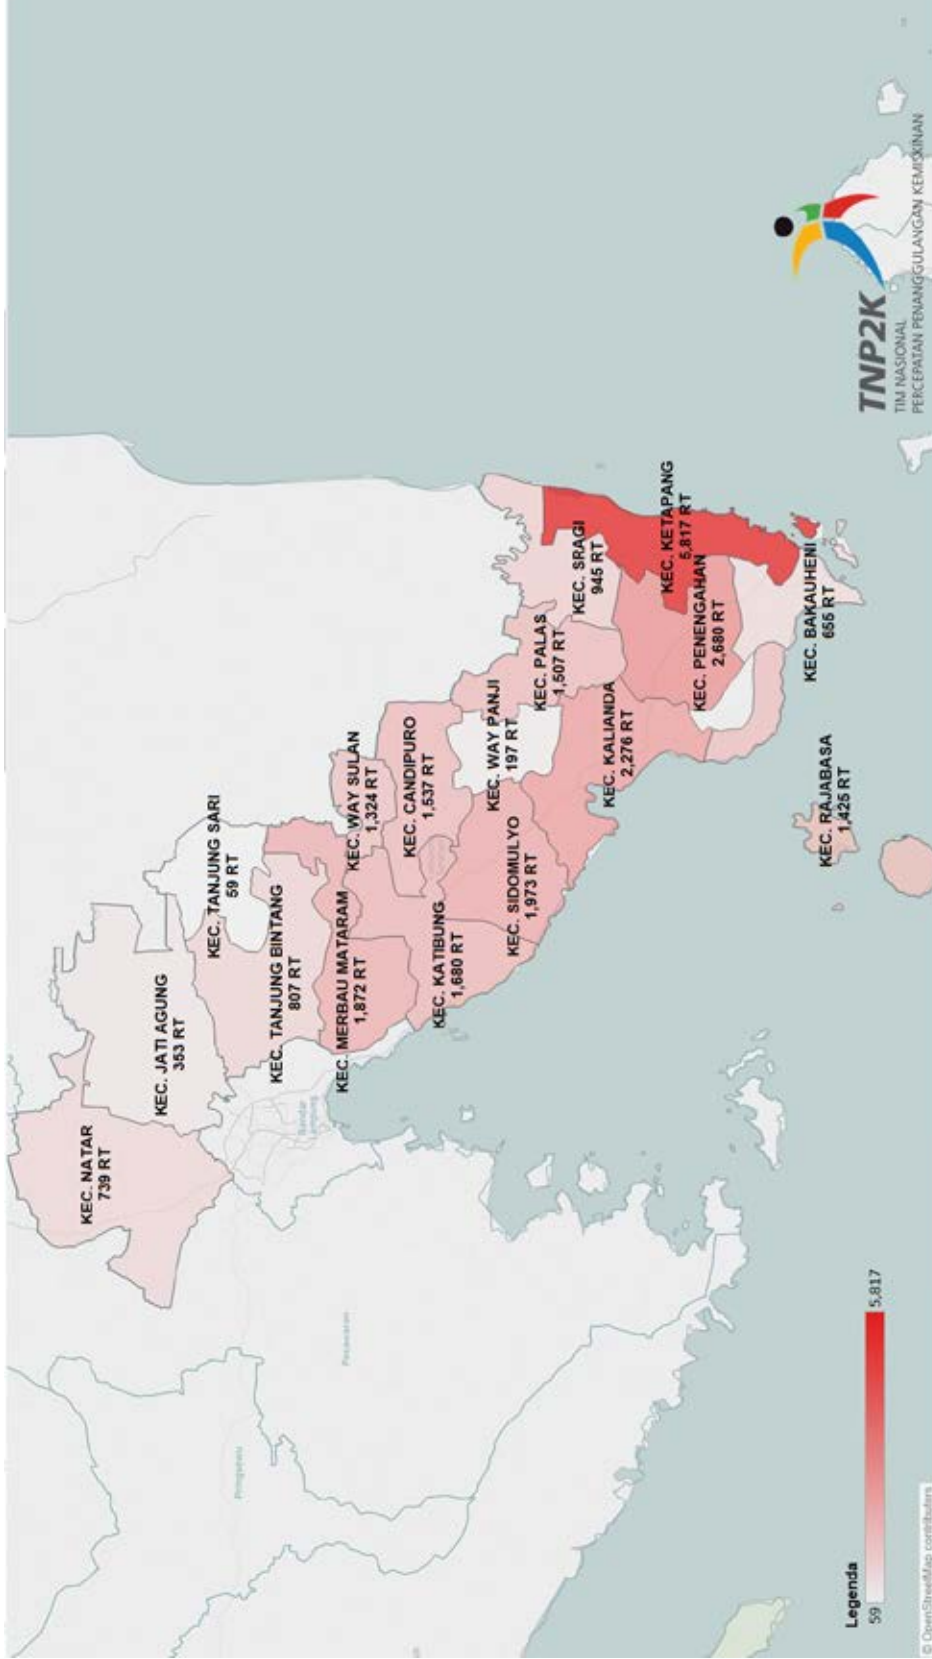 KEC. NATAR
739 RT
KEC. JATI AGUNG
353 RT
KEC. TANJUNG SARI
59 RT
KEC. TANJUNG BINTANG
807 RT
KEC. MERBAU MATARAM
1,872 RT
KEC. WAY SULAN
1,324 RT
KEC. CANDIPURO
1,537 RT
KEC. KATIBUNG
1,680 RT
KEC. WAY PANJI
197 RT
KEC. SIDOMULYO
1,973 RT
KEC. PALAS
1,507 RT
KEC. SRAGI
945 RT
KEC. KALIANDA
2,276 RT
KEC. KETAPANG
5,817 RT
KEC. PENENGAHAN
2,680 RT
KEC. BAKAUHENI
655 RT
KEC. RAJABASA
1,425 RT
Bandar
Lampung
Pesawaran
Pringsewu
Legenda
59
5,817
© OpenStreetMap contributors
TNP2K
TIM NASIONAL
PERCEPATAN PENANGGULANGAN KEMISKINAN